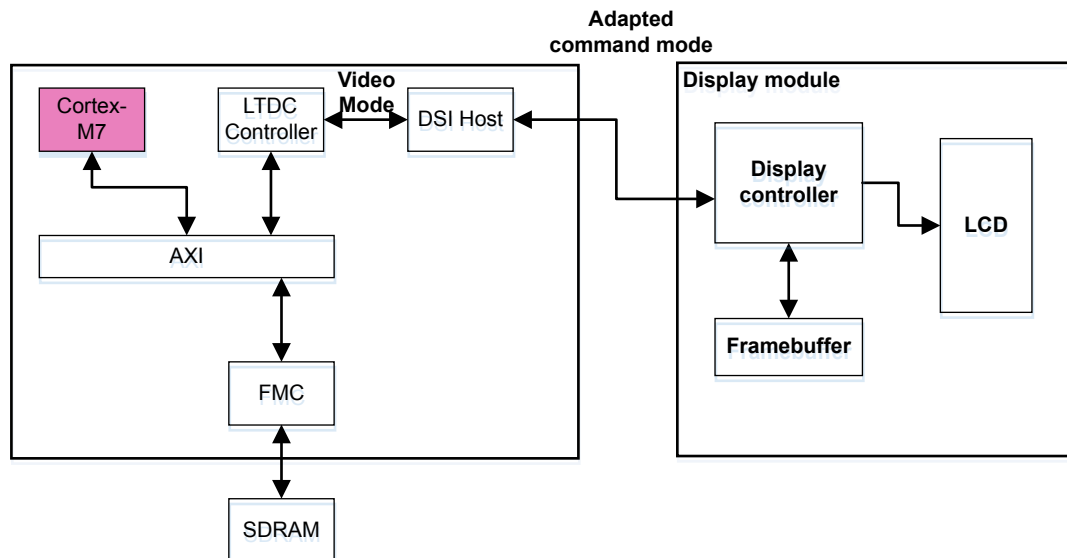 Adapted
command mode
Cortex-
M7
LTDC
Controller
Video
Mode
DSI Host
AXI
FMC
SDRAM
Display module
Display
controller
LCD
Framebuffer